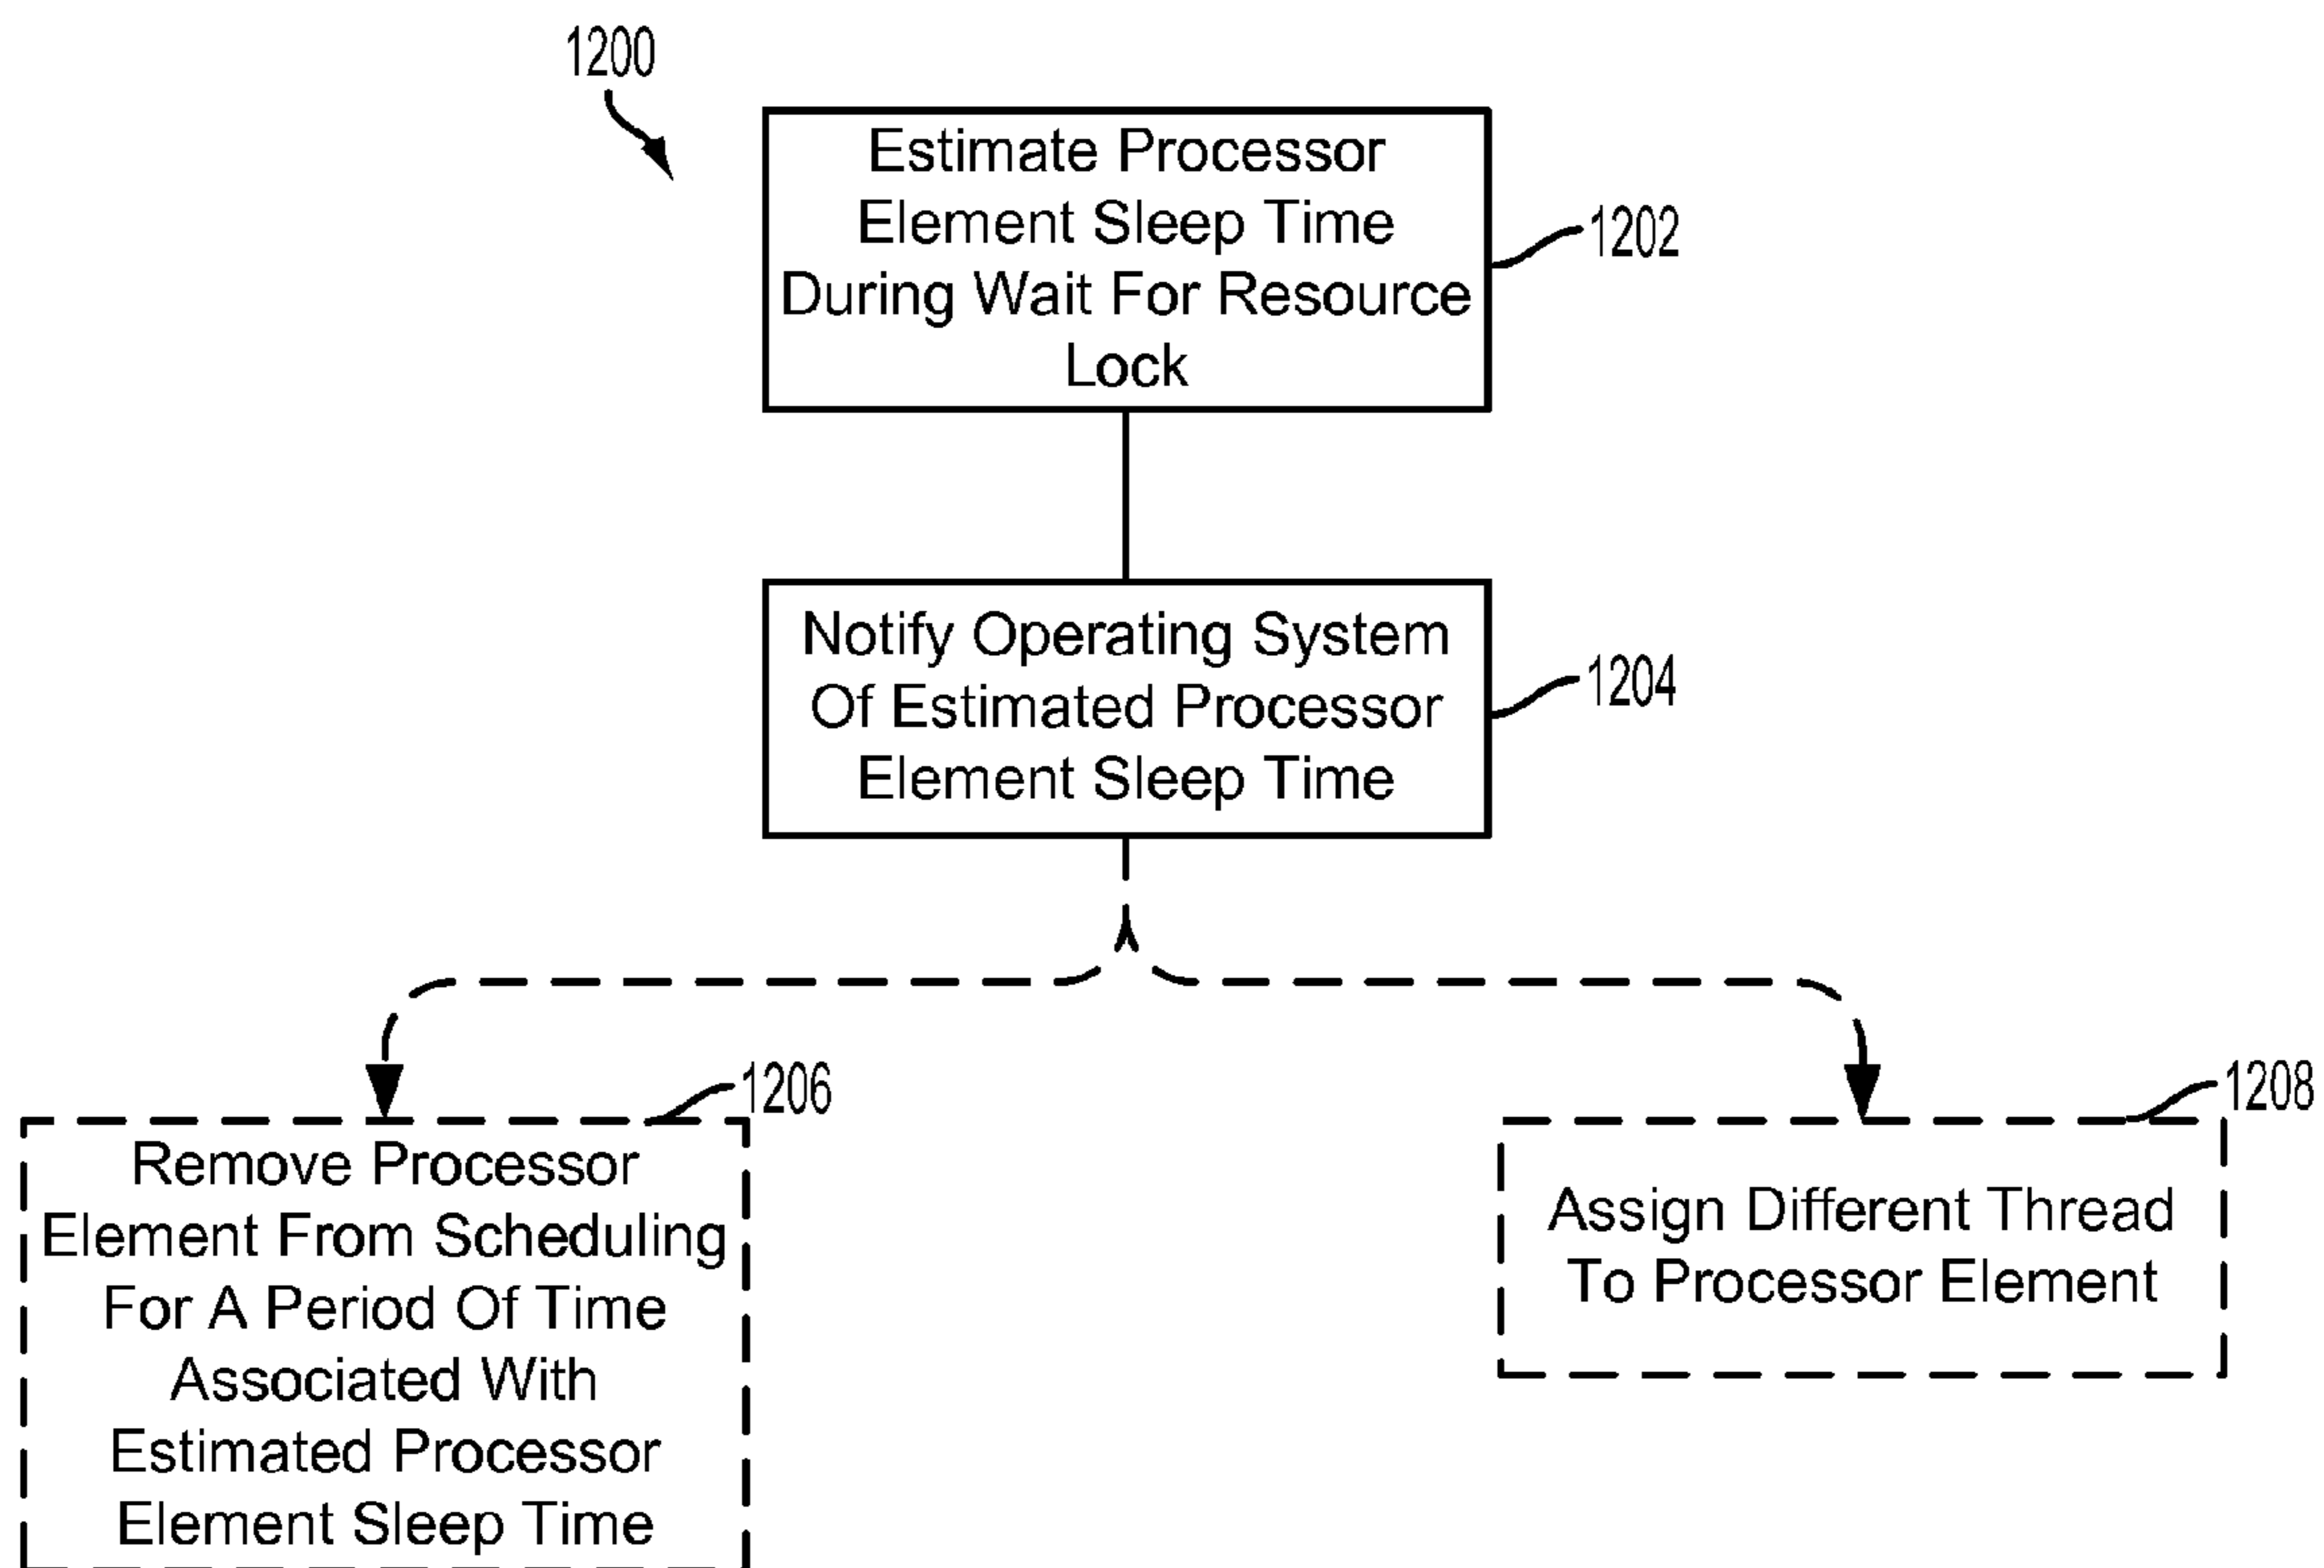 1200
Estimate Processor
Element Sleep Time
During Wait For Resource
Lock
1202
Notify Operating System
Of Estimated Processor
Element Sleep Time
1204
1206
Remove Processor
Element From Scheduling
For A Period Of Time
Associated With
Estimated Processor
Element Sleep Time
1208
Assign Different Thread
To Processor Element